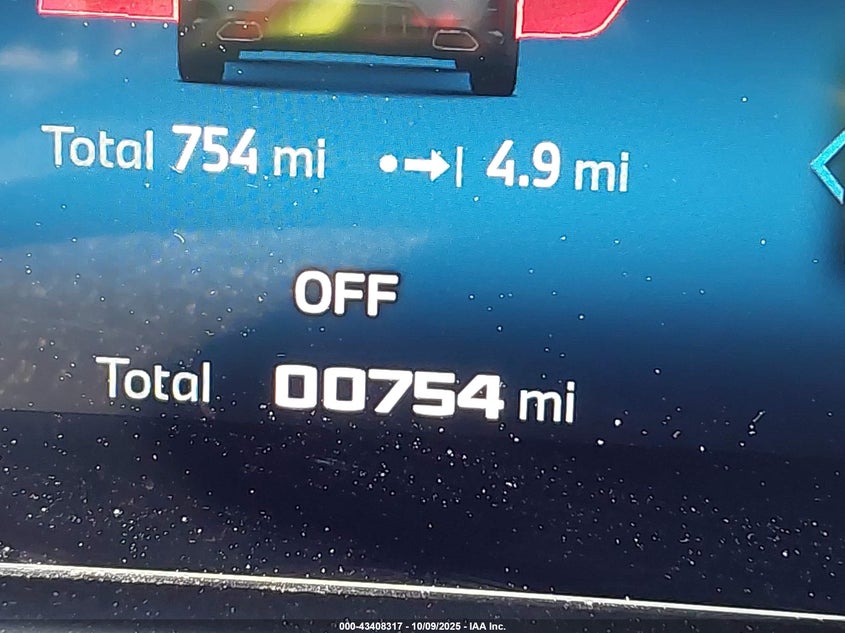 Total 754 mi 4.9 mi
OFF
Total 00754 mi
000-43408317 - 10/09/2025 - IAA Inc.